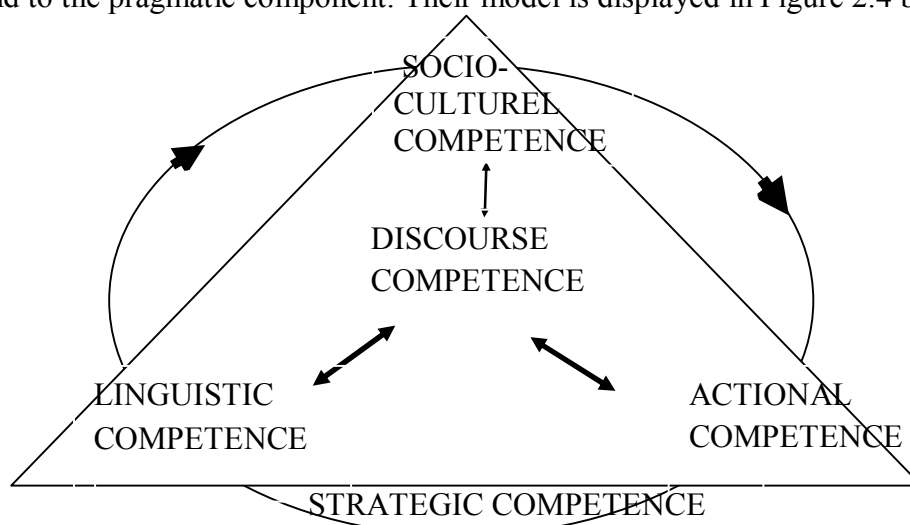 d to the pragmatic component. Their model is displayed in Figure 2.4 b
SOCIO-
CULTUREL
COMPETENCE
DISCOURSE
COMPETENCE
LINGUISTIC
COMPETENCE
ACTIONAL
COMPETENCE
STRATEGIC COMPETENCE